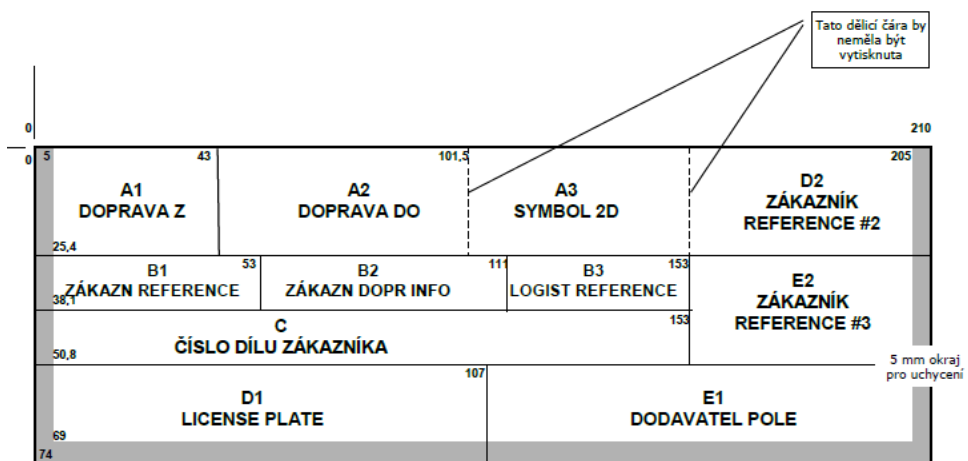 Tato dělicí čára by
neměla být
vytisknuta
0
210
0
5
43
101,5
205
A1
DOPRAVA Z
A2
DOPRAVA DO
A3
SYMBOL 2D
D2
ZÁKAZNÍK
REFERENCE #2
25,4
53
111
153
B1
ZÁKAZN REFERENCE
B2
ZÁKAZN DOPR INFO
B3
LOGIST REFERENCE
E2
ZÁKAZNÍK
REFERENCE #3
38,1
153
C
ČÍSLO DÍLU ZÁKAZNÍKA
50,8
5 mm okraj
pro uchycení
107
D1
LICENSE PLATE
E1
DODAVATEL POLE
69
74